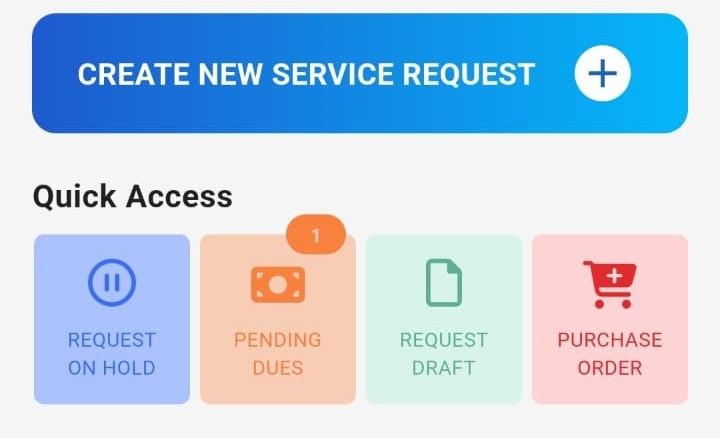 CREATE NEW SERVICE REQUEST
Quick Access
1
REQUEST
ON HOLD
PENDING
DUES
REQUEST
DRAFT
PURCHASE
ORDER